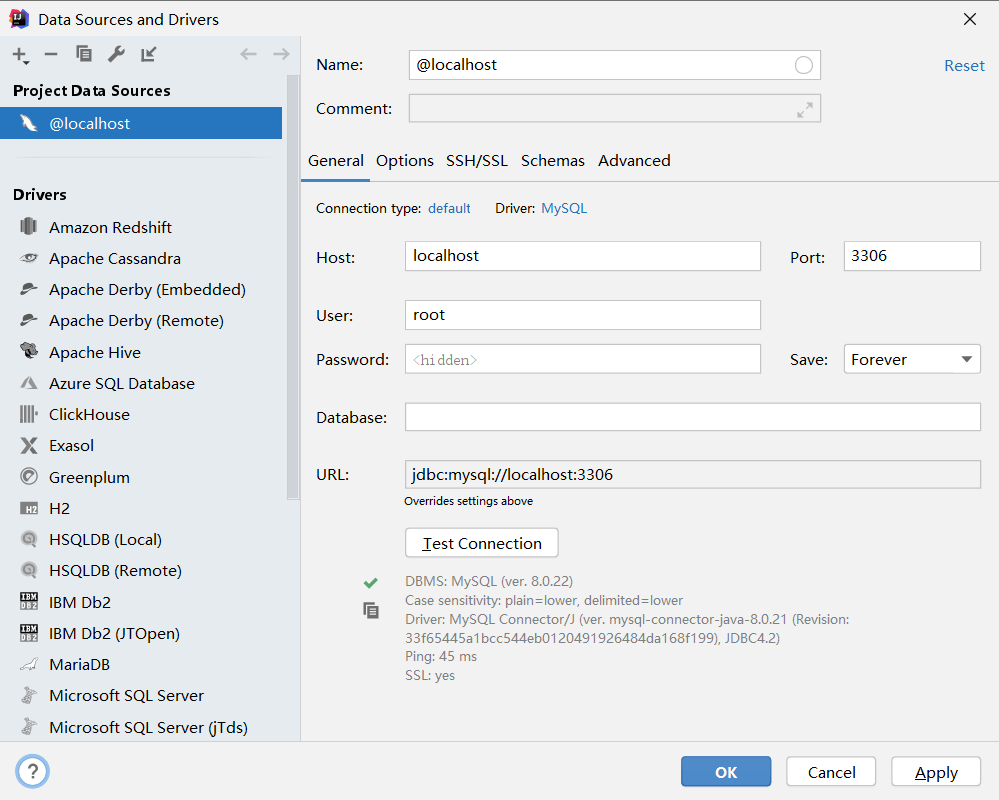 Data Sources and Drivers
Project Data Sources
@localhost
Drivers
Amazon Redshift
Apache Cassandra
Apache Derby (Embedded)
Apache Derby (Remote)
Apache Hive
Azure SQL Database
ClickHouse
Exasol
Greenplum
H2
HSQLDB (Local)
HSQLDB (Remote)
IBM Db2
IBM Db2 (JTOpen)
MariaDB
Microsoft SQL Server
Microsoft SQL Server (jTds)
Name: @localhost Reset
Comment:
General Options SSH/SSL Schemas Advanced
Connection type: default Driver: MySQL
Host: localhost Port: 3306
User: root
Password: <hidden> Save: Forever
Database:
URL: jdbc:mysql://localhost:3306
Overrides settings above
Test Connection
DBMS: MySQL (ver. 8.0.22)
Case sensitivity: plain=lower, delimited=lower
Driver: MySQL Connector/J (ver. mysql-connector-java-8.0.21 (Revision:
33f65445a1bcc544eb0120491926484da168f199), JDBC4.2)
Ping: 45 ms
SSL: yes
? OK Cancel Apply